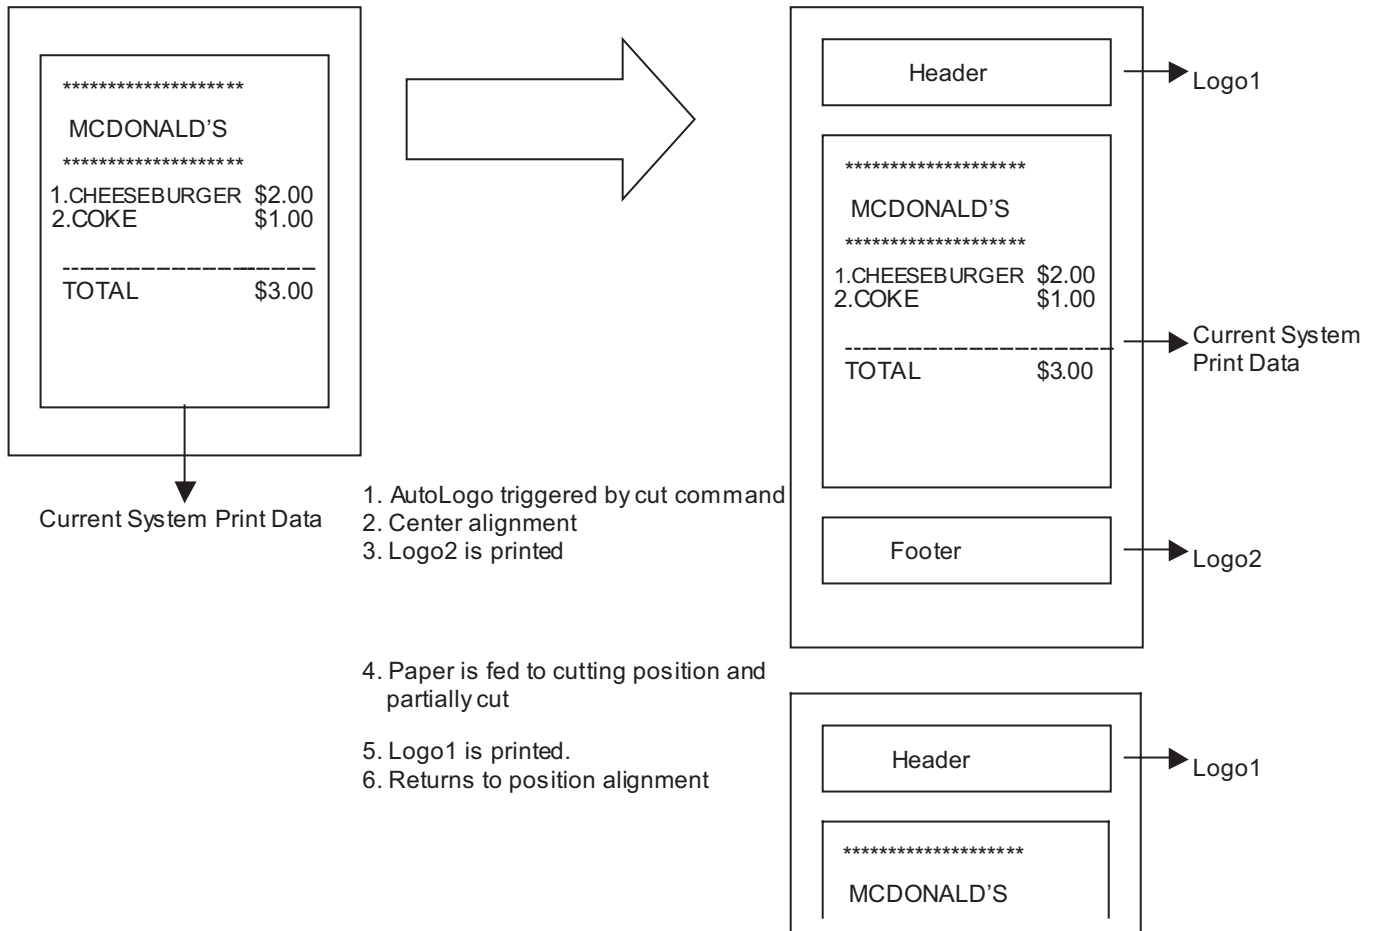 ********************
MCDONALD'S
********************
1.CHEESEBURGER $2.00
2.COKE $1.00
------------------------------
TOTAL $3.00
Current System Print Data
1. AutoLogo triggered by cut command
2. Center alignment
3. Logo2 is printed
4. Paper is fed to cutting position and
partially cut
5. Logo1 is printed.
6. Returns to position alignment
Header
Logo1
********************
MCDONALD'S
********************
1.CHEESEBURGER $2.00
2.COKE $1.00
------------------------------
TOTAL $3.00
Current System
Print Data
Footer
Logo2
Header
Logo1
********************
MCDONALD'S